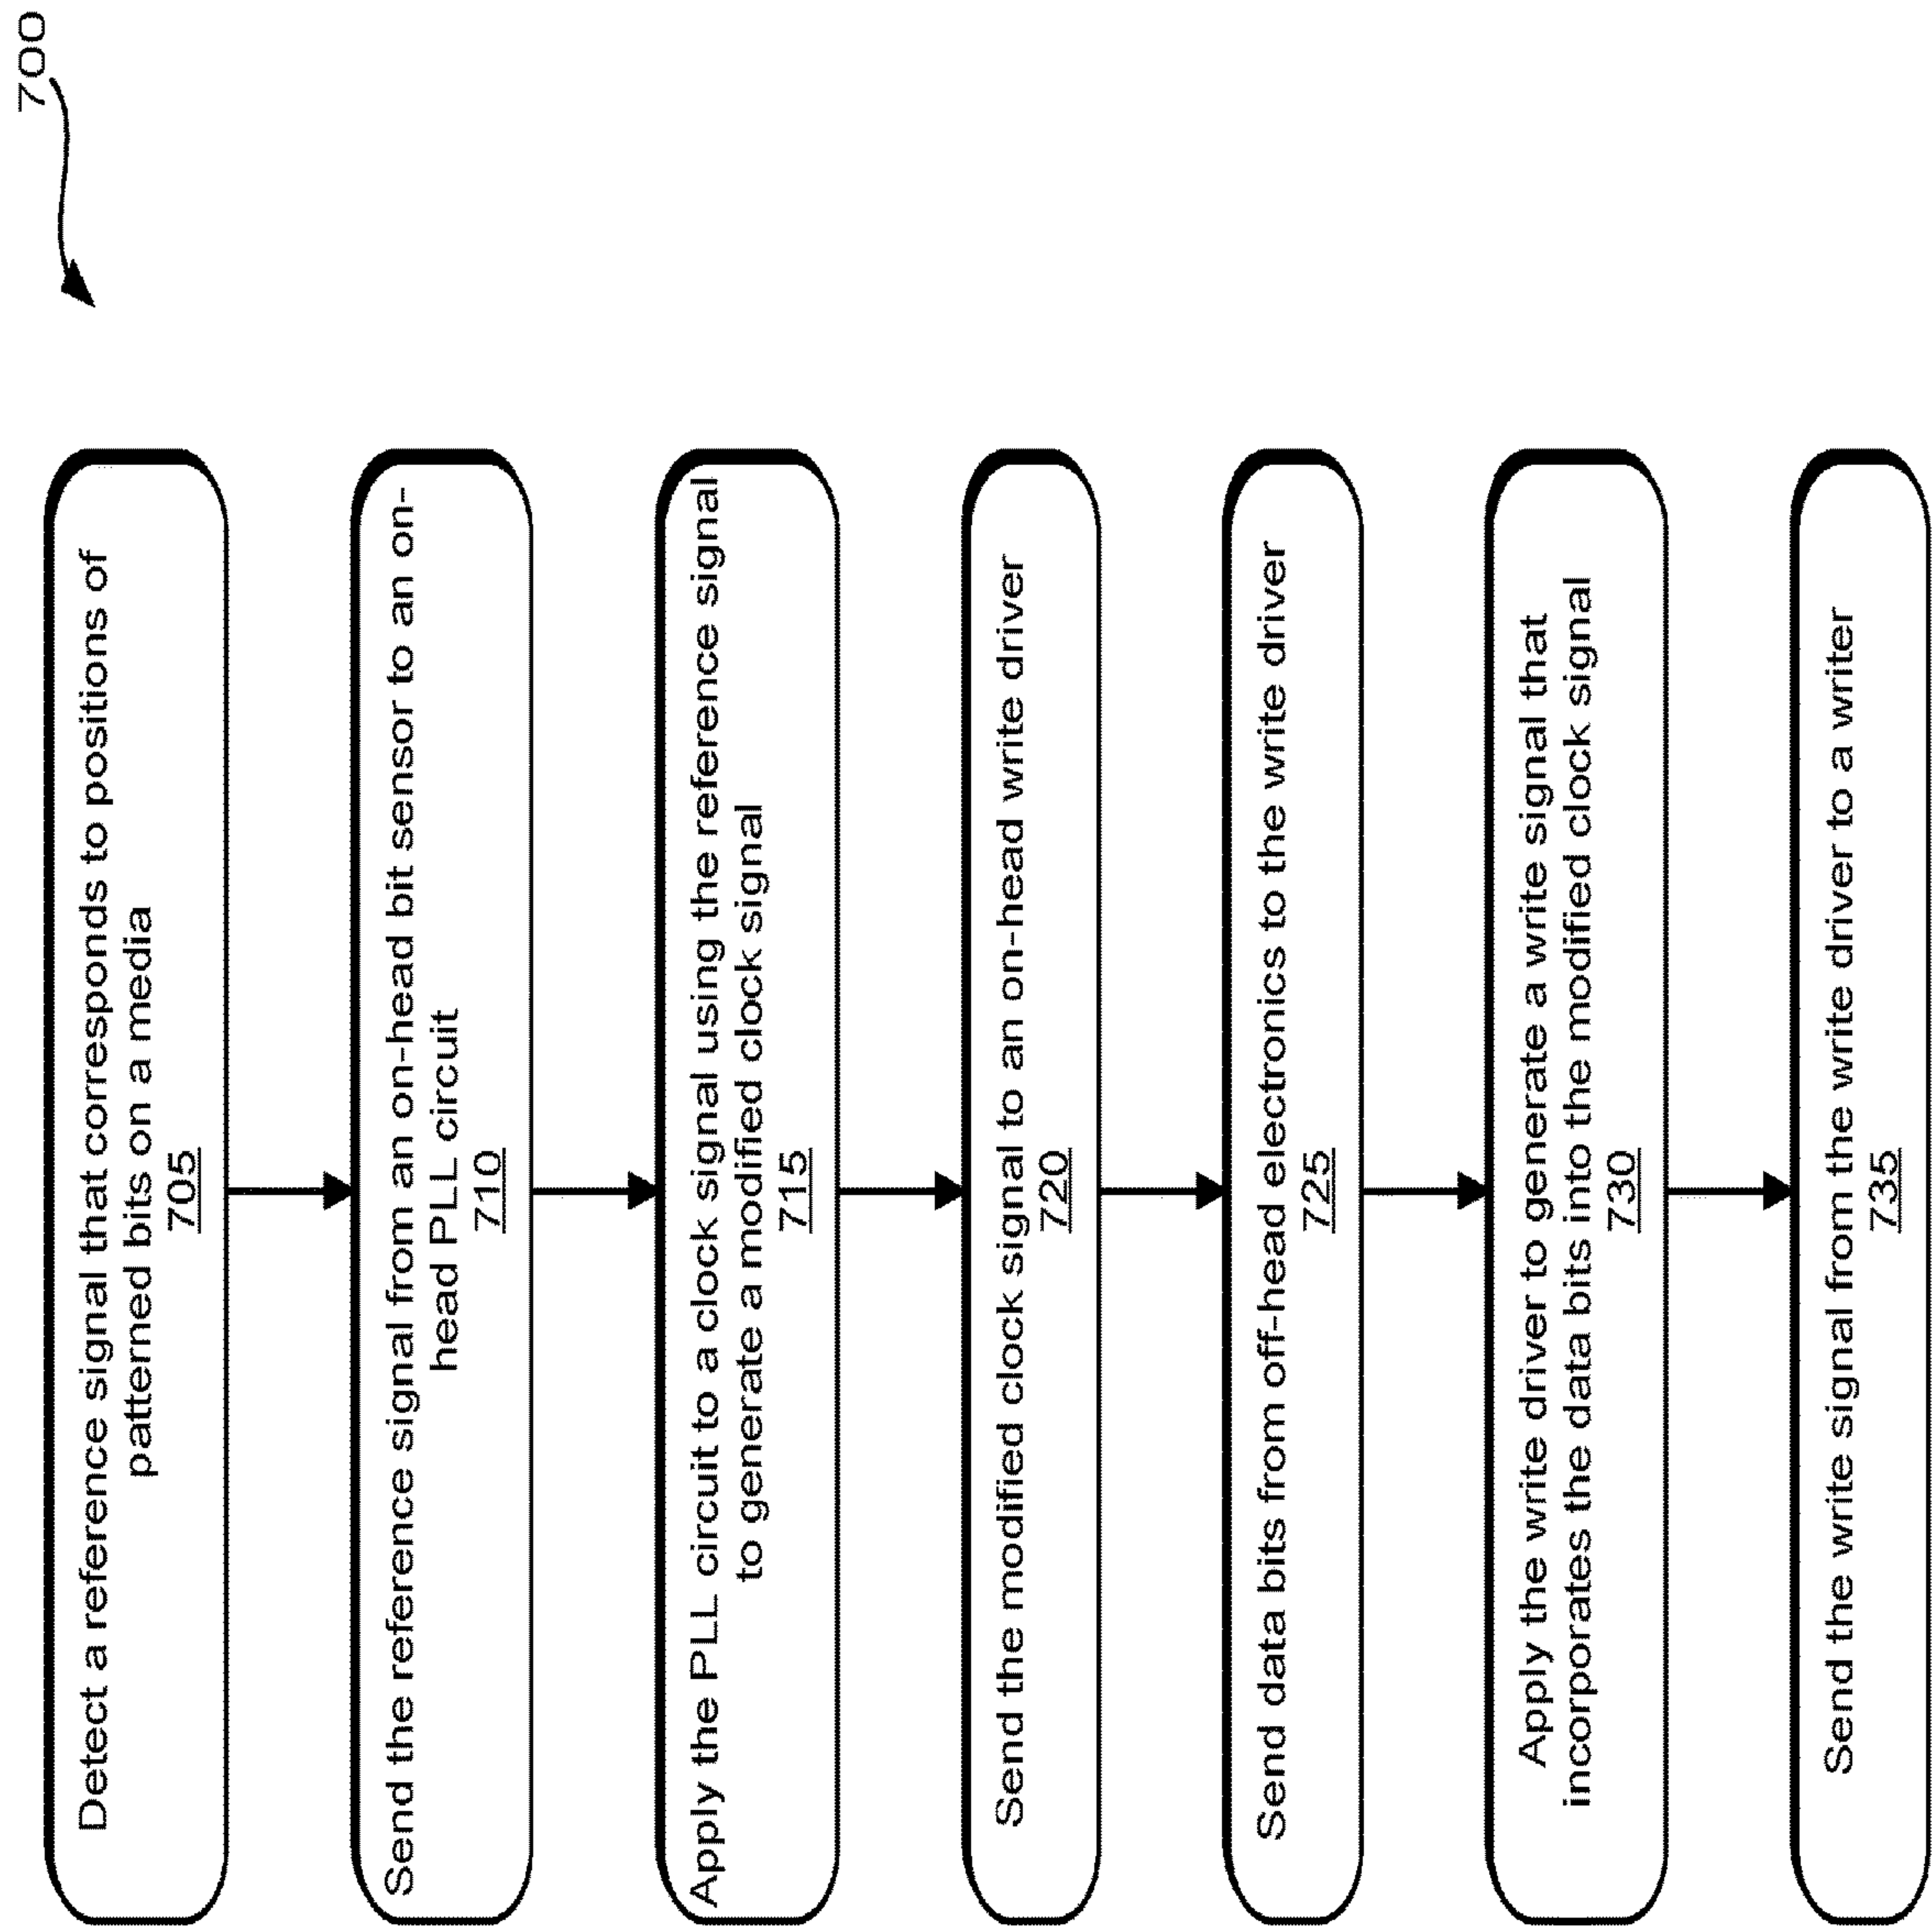 700
Detect a reference signal that corresponds to positions of
patterned bits on a media
705
Send the reference signal from an on-head bit sensor to an on-
head PLL circuit
710
Apply the PLL circuit to a clock signal using the reference signal
to generate a modified clock signal
715
Send the modified clock signal to an on-head write driver
720
Send data bits from off-head electronics to the write driver
725
Apply the write driver to generate a write signal that
incorporates the data bits into the modified clock signal
730
Send the write signal from the write driver to a writer
735